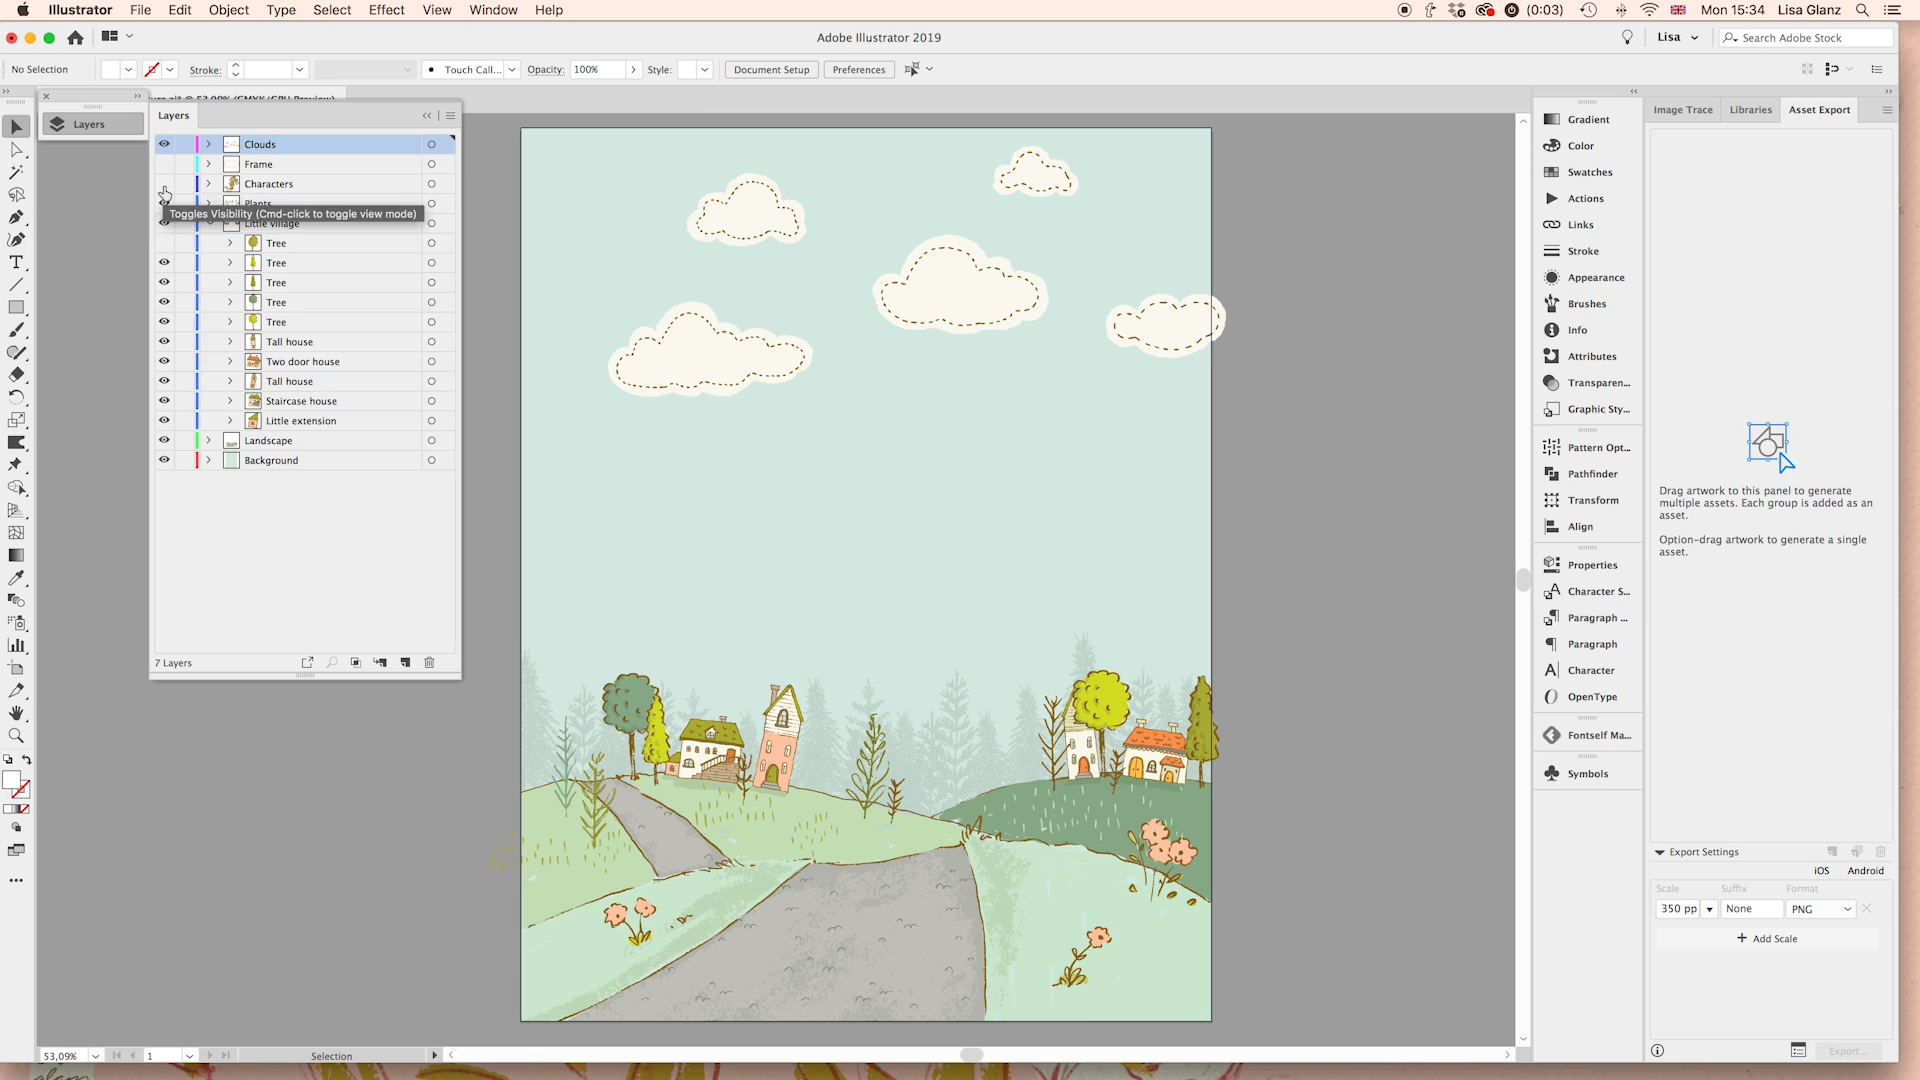 Illustrator File Edit Object Type Select Effect View Window Help (0:03) Mon 15:34 Lisa Glanz
Adobe Illustrator 2019 Lisa Search Adobe Stock
No Selection Stroke: Touch Call... Opacity: 100% Style: Document Setup Preferences
Layers
Layers
Clouds
Frame
Characters
Plants
Toggles Visibility (Cmd-click to toggle view mode)
Little village
Tree
Tree
Tree
Tree
Tree
Tall house
Two door house
Tall house
Staircase house
Little extension
Landscape
Background
7 Layers
Gradient
Color
Swatches
Actions
Links
Stroke
Appearance
Brushes
Info
Attributes
Transparen...
Graphic Sty...
Pattern Opt...
Pathfinder
Transform
Align
Properties
Character S...
Paragraph ...
Paragraph
Character
OpenType
Fontself Ma...
Symbols
Image Trace Libraries Asset Export
Drag artwork to this panel to generate
multiple assets. Each group is added as an
asset.
Option-drag artwork to generate a single
asset.
Export Settings
iOS Android
Scale Suffix Format
350 pp None PNG
+ Add Scale
Export...
53,09% 1 Selection